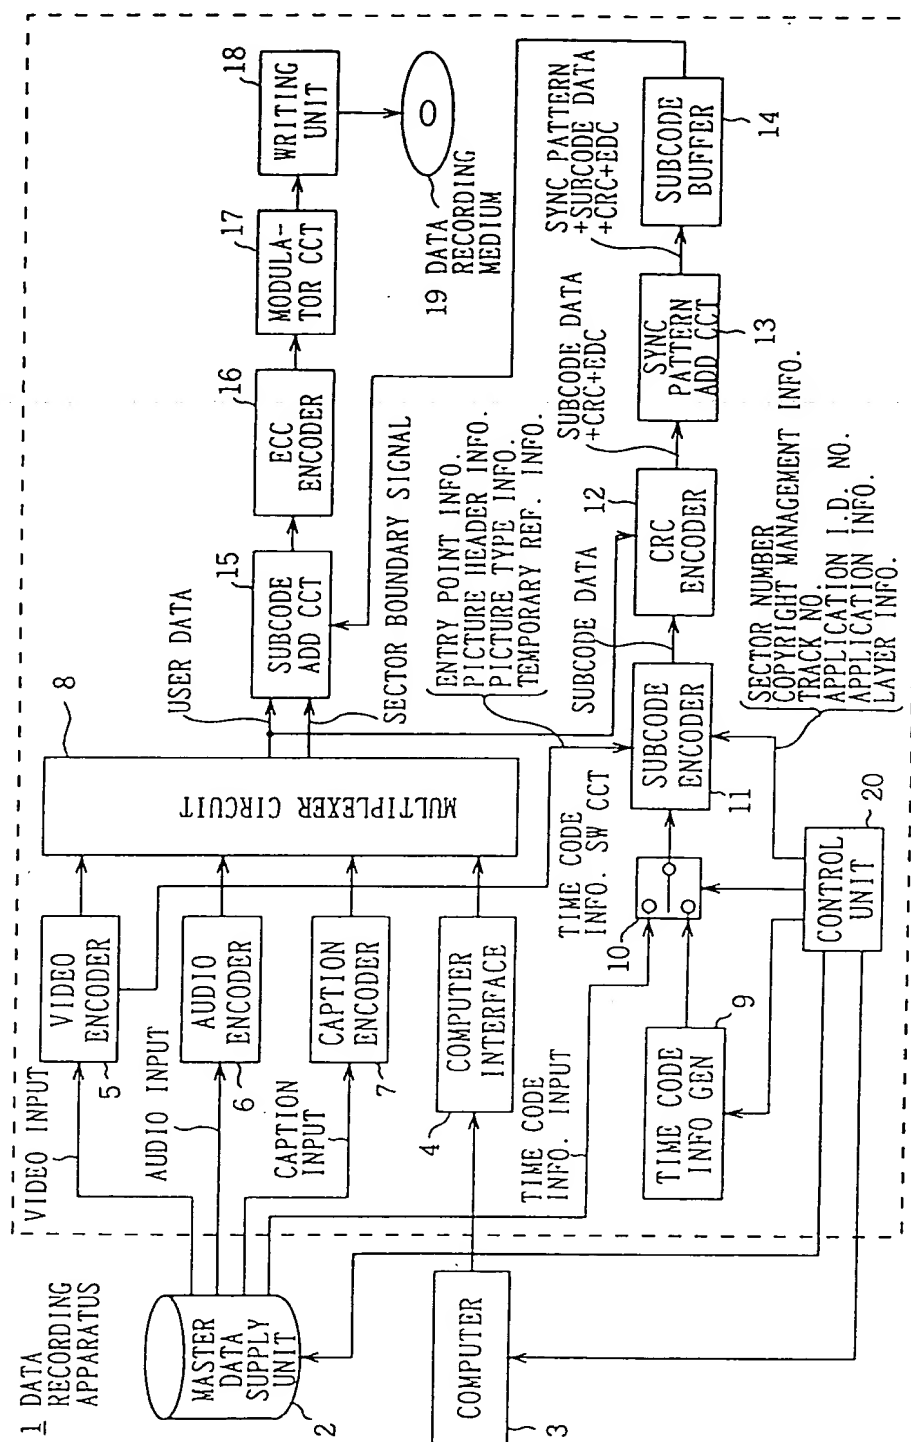 1 DATA
RECORDING
APPARATUS
MASTER
DATA
SUPPLY
UNIT
2
COMPUTER
3
VIDEO INPUT
AUDIO INPUT
CAPTION
INPUT
TIME CODE
INFO. INPUT
VIDEO
ENCODER
5
AUDIO
ENCODER
6
CAPTION
ENCODER
7
COMPUTER
INTERFACE
4
TIME CODE
INFO GEN
9
10
TIME CODE
INFO. SW CCT
CONTROL
UNIT
20
MULTIPLEXER CIRCUIT
8
USER DATA
SECTOR BOUNDARY SIGNAL
ENTRY POINT INFO.
PICTURE HEADER INFO.
PICTURE TYPE INFO.
TEMPORARY REF. INFO.
SUBCODE
ENCODER
11
SUBCODE DATA
SECTOR NUMBER
COPYRIGHT MANAGEMENT INFO.
TRACK NO.
APPLICATION I.D. NO.
APPLICATION INFO.
LAYER INFO.
SUBCODE
ADD CCT
15
CRC
ENCODER
12
SUBCODE DATA
+CRC+EDC
ECC
ENCODER
16
SYNC
PATTERN
ADD CCT
13
SYNC PATTERN
+SUBCODE DATA
+CRC+EDC
MODULA-
TOR CCT
17
SUBCODE
BUFFER
14
WRITING
UNIT
18
19 DATA
RECORDING
MEDIUM